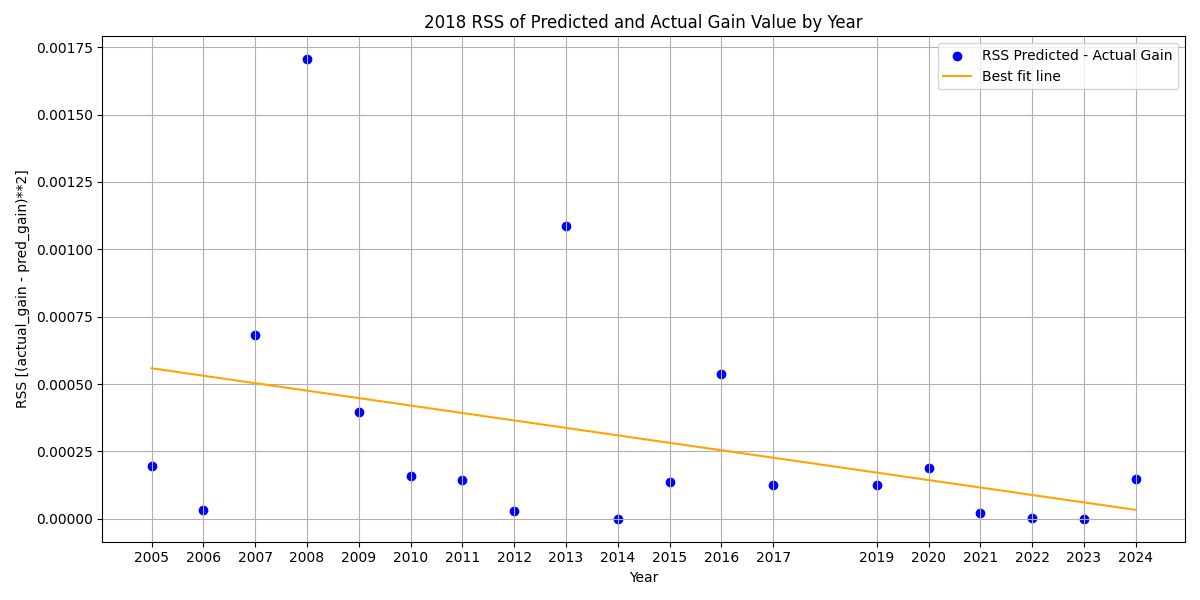 2018 RSS of Predicted and Actual Gain Value by Year
RSS Predicted - Actual Gain
Best fit line
RSS [(actual_gain - pred_gain)**2]
0.00175
0.00150
0.00125
0.00100
0.00075
0.00050
0.00025
0.00000
2005 2006 2007 2008 2009 2010 2011 2012 2013 2014 2015 2016 2017 2019 2020 2021 2022 2023 2024
Year